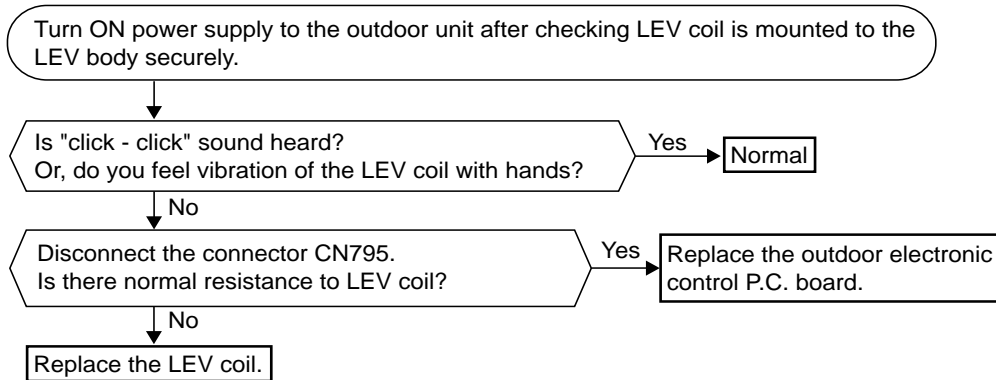 Turn ON power supply to the outdoor unit after checking LEV coil is mounted to the
LEV body securely.
Is "click - click" sound heard?
Or, do you feel vibration of the LEV coil with hands?
Yes
Normal
No
Disconnect the connector CN795.
Is there normal resistance to LEV coil?
Yes
Replace the outdoor electronic
control P.C. board.
No
Replace the LEV coil.